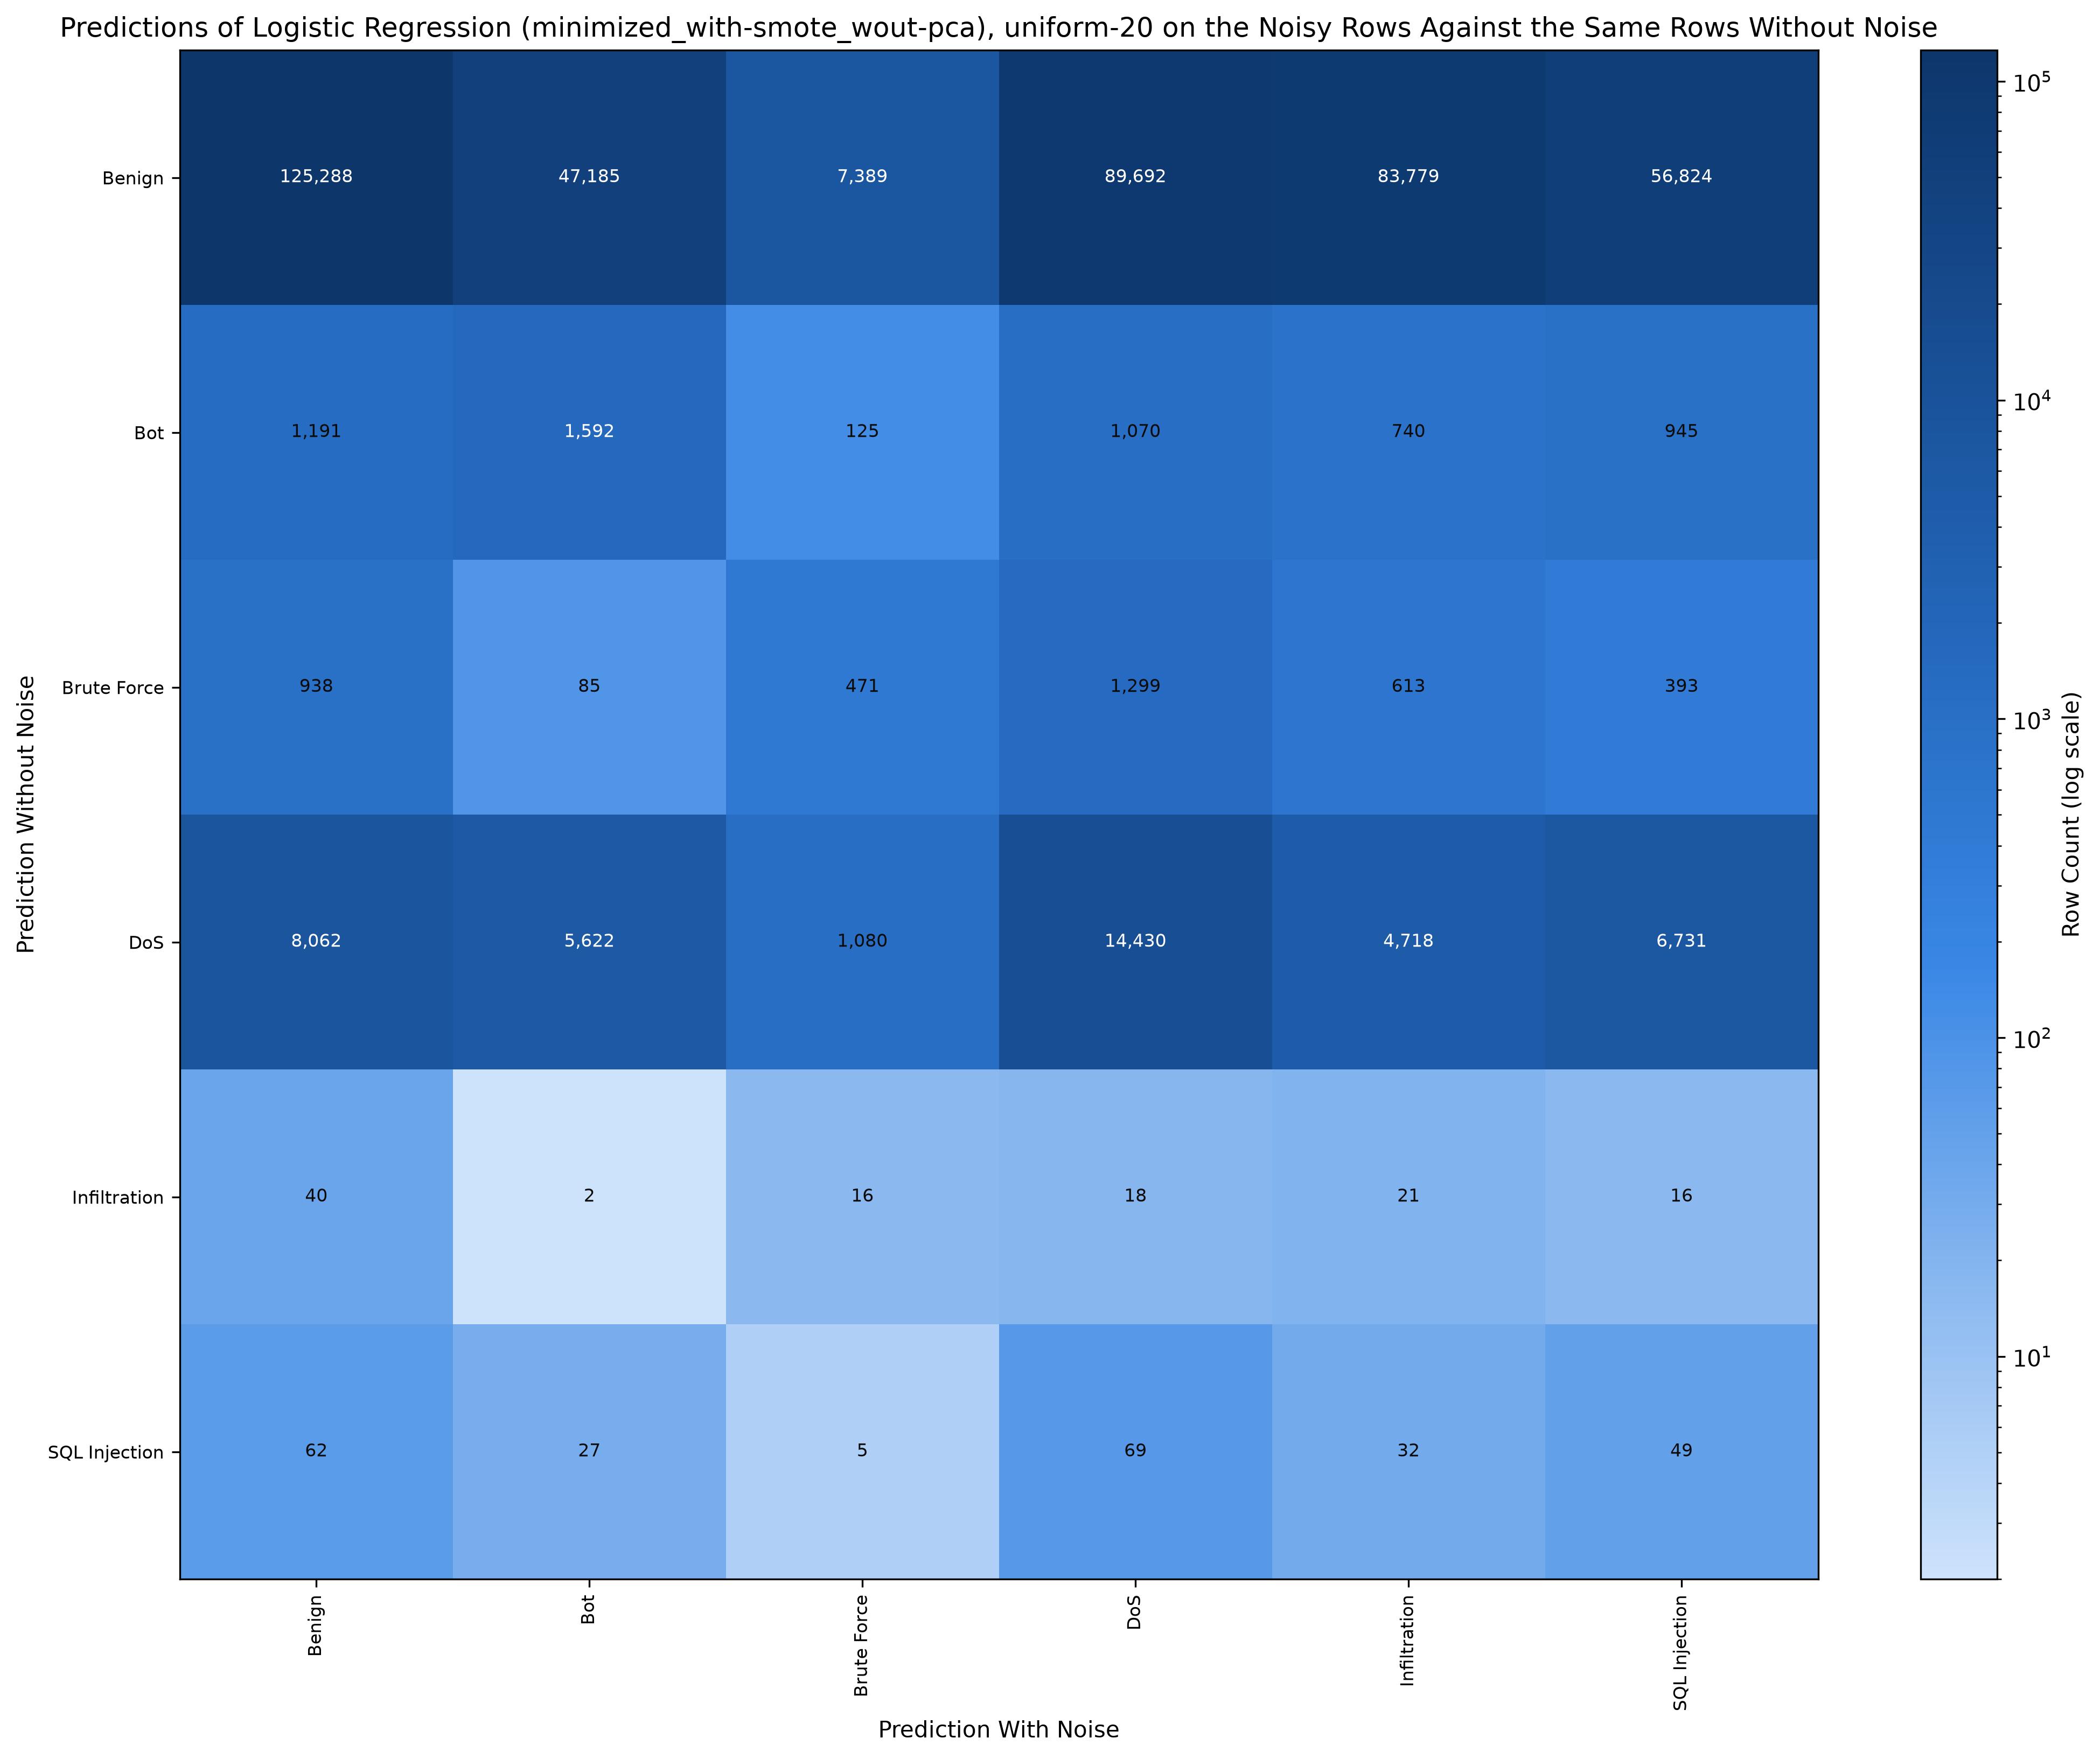 Predictions of Logistic Regression (minimized_with-smote_wout-pca), uniform-20 on the Noisy Rows Against the Same Rows Without Noise
Prediction Without Noise
Benign 125,288 47,185 7,389 89,692 83,779 56,824
Bot 1,191 1,592 125 1,070 740 945
Brute Force 938 85 471 1,299 613 393
DoS 8,062 5,622 1,080 14,430 4,718 6,731
Infiltration 40 2 16 18 21 16
SQL Injection 62 27 5 69 32 49
Benign Bot Brute Force DoS Infiltration SQL Injection
Prediction With Noise
10⁵
10⁴
10³
10²
10¹
Row Count (log scale)